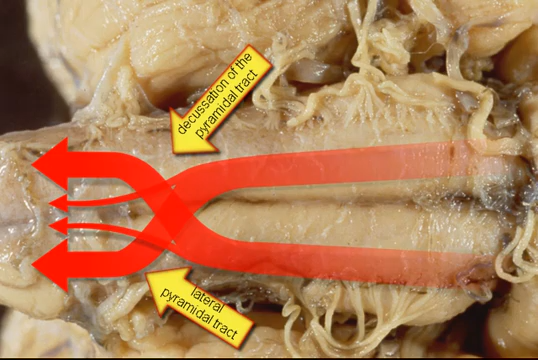 decussation of the
pyramidal tract
lateral
pyramidal tract